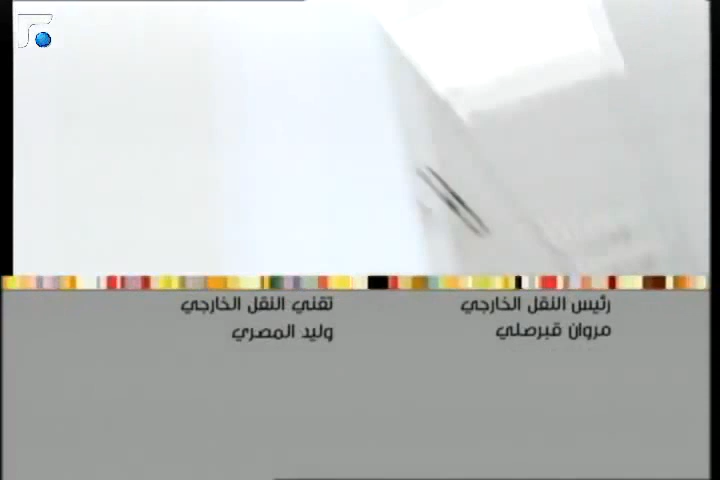 رئيس النقل الخارجي
مروان قبرصلي
تقني النقل الخارجي
وليد المصري